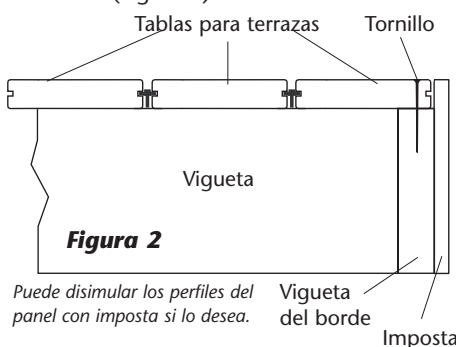 Tablas para terrazas
Tornillo
Vigueta
Figura 2
Puede disimular los perfiles del
panel con imposta si lo desea.
Vigueta
del borde
Imposta